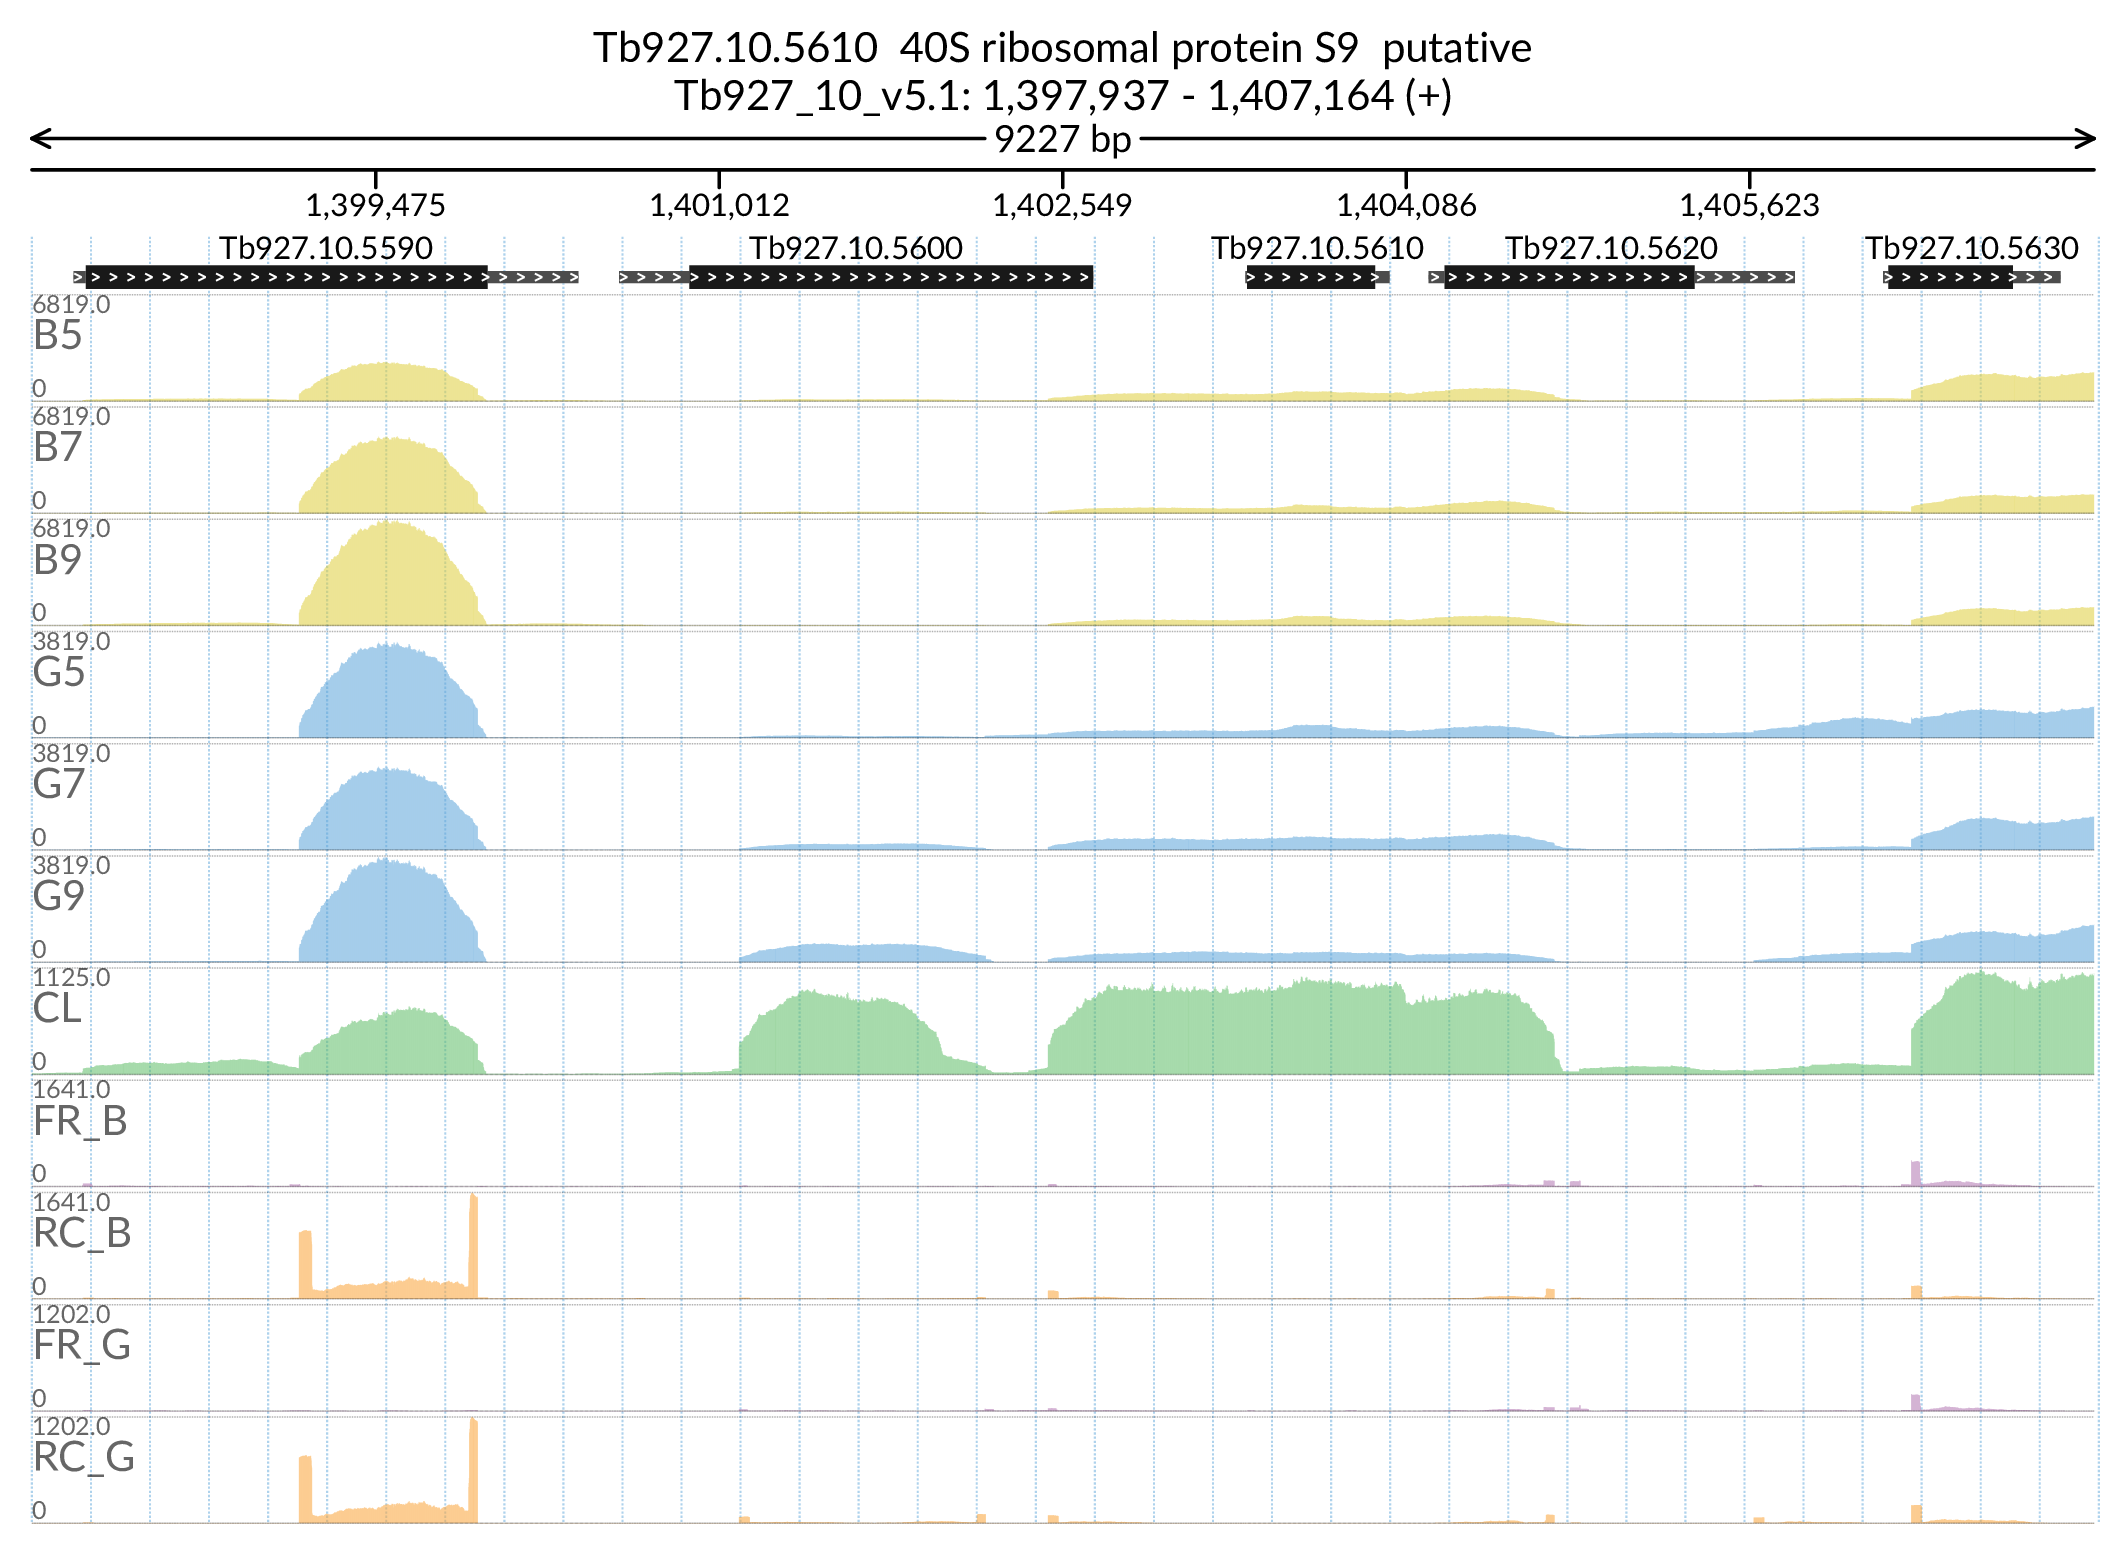 Tb927.10.5610  40S ribosomal protein S9  putative
Tb927_10_v5.1: 1,397,937 - 1,407,164 (+)
9227 bp
1,399,475 1,401,012 1,402,549 1,404,086 1,405,623
Tb927.10.5590 Tb927.10.5600 Tb927.10.5610 Tb927.10.5620 Tb927.10.5630
6819.0
B5
0
6819.0
B7
0
6819.0
B9
0
3819.0
G5
0
3819.0
G7
0
3819.0
G9
0
1125.0
CL
0
1641.0
FR_B
0
1641.0
RC_B
0
1202.0
FR_G
0
1202.0
RC_G
0